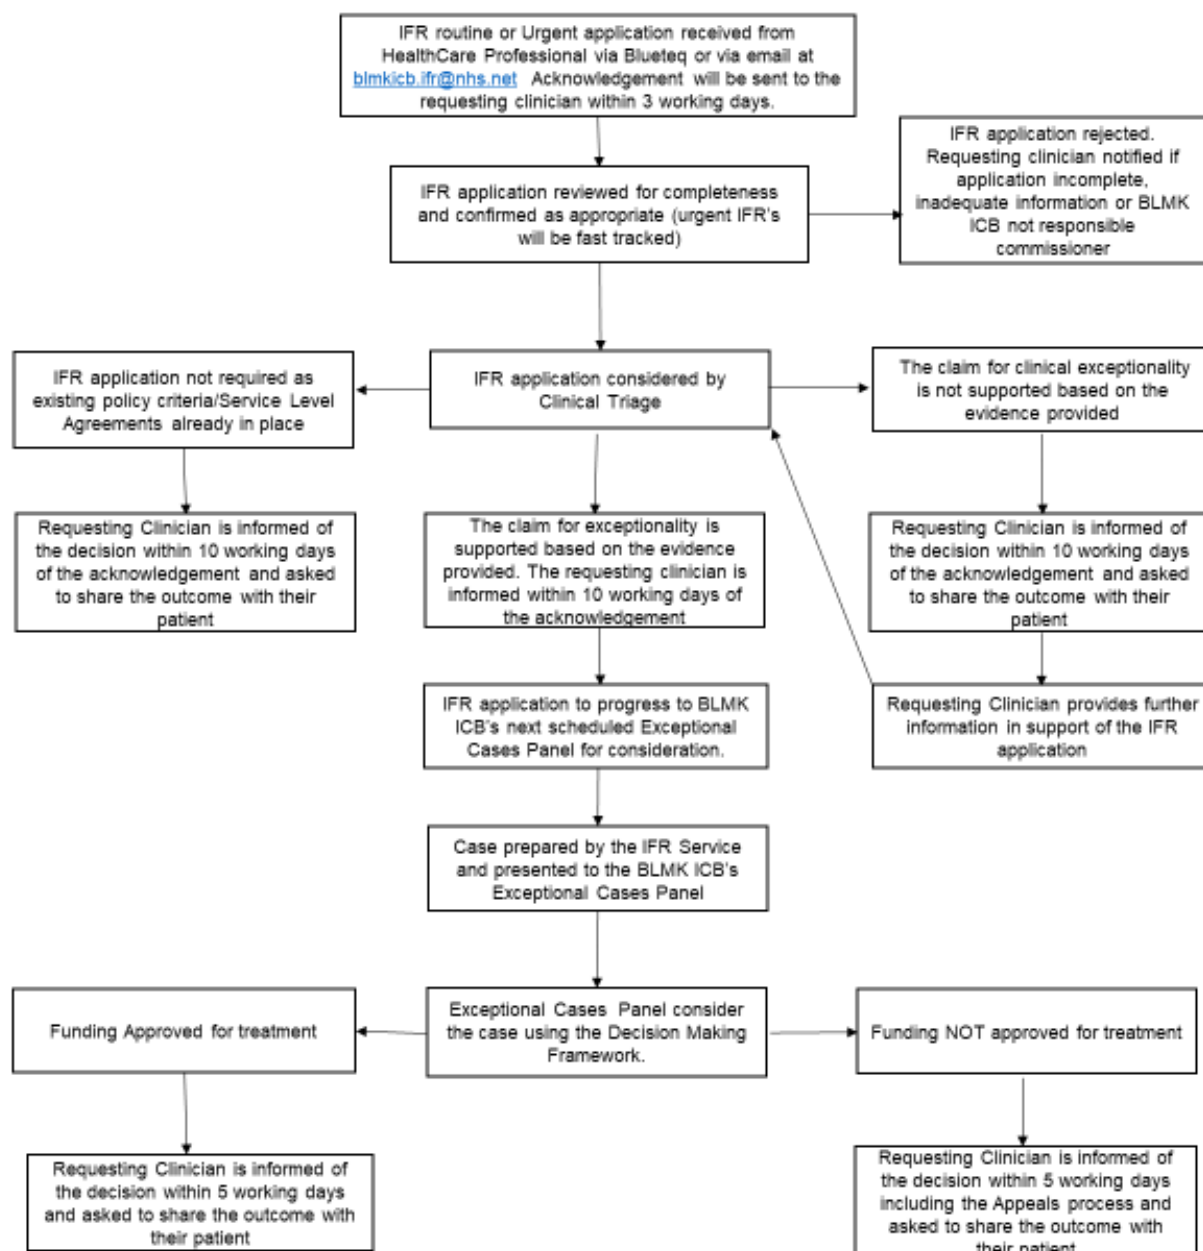 IFR routine or Urgent application received from
HealthCare Professional via Blueteq or via email at
blmkicb.ifr@nhs.net Acknowledgement will be sent to the
requesting clinician within 3 working days.
IFR application reviewed for completeness
and confirmed as appropriate (urgent IFR's
will be fast tracked)
IFR application rejected.
Requesting clinician notified if
application incomplete,
inadequate information or BLMK
ICB not responsible
commissioner
IFR application not required as
existing policy criteria/Service Level
Agreements already in place
IFR application considered by
Clinical Triage
The claim for clinical exceptionality
is not supported based on the
evidence provided
Requesting Clinician is informed of
the decision within 10 working days
of the acknowledgement and asked
to share the outcome with their
patient
The claim for exceptionality is
supported based on the evidence
provided. The requesting clinician is
informed within 10 working days of
the acknowledgement
Requesting Clinician is informed of
the decision within 10 working days
of the acknowledgement and asked
to share the outcome with their
patient
IFR application to progress to BLMK
ICB's next scheduled Exceptional
Cases Panel for consideration.
Requesting Clinician provides further
information in support of the IFR
application
Case prepared by the IFR Service
and presented to the BLMK ICB's
Exceptional Cases Panel
Funding Approved for treatment
Exceptional Cases Panel consider
the case using the Decision Making
Framework.
Funding NOT approved for treatment
Requesting Clinician is informed of
the decision within 5 working days
and asked to share the outcome with
their patient
Requesting Clinician is informed of
the decision within 5 working days
including the Appeals process and
asked to share the outcome with
their patient